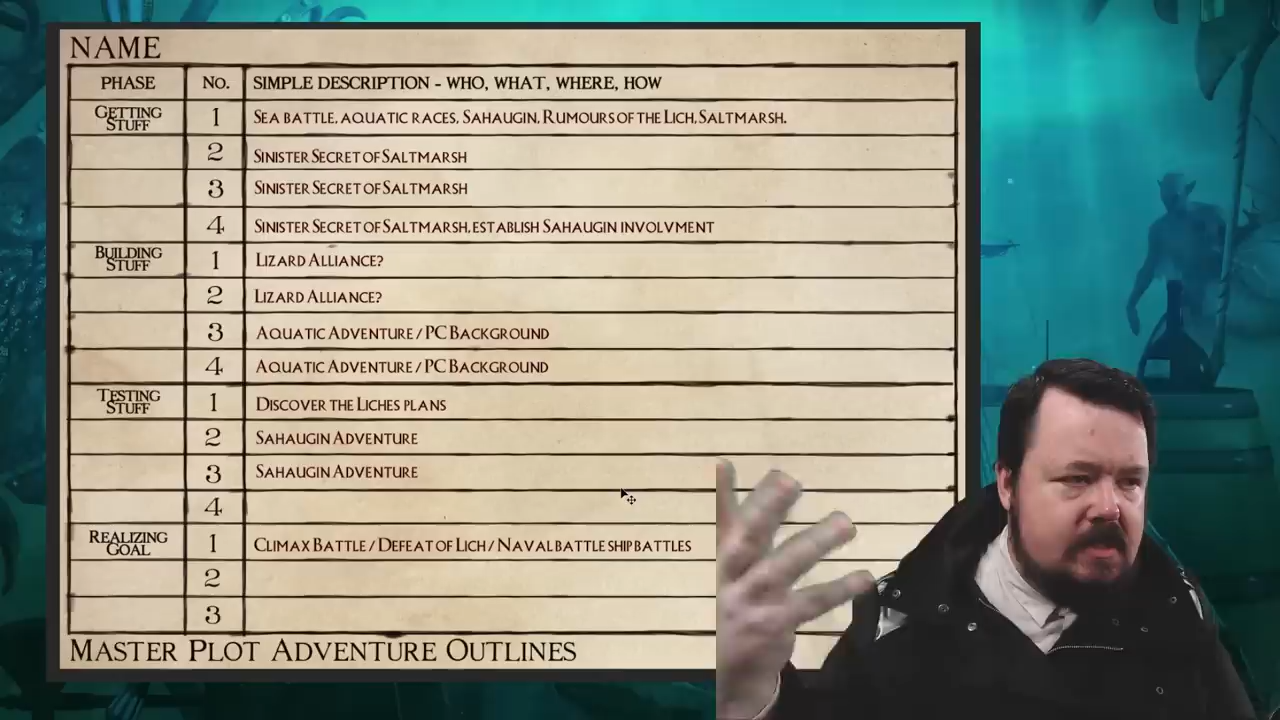 NAME
PHASE No. SIMPLE DESCRIPTION - WHO, WHAT, WHERE, HOW
GETTING STUFF 1 SEA BATTLE, AQUATIC RACES, SAHAUGIN, RUMOURS OF THE LICH, SALTMARSH.
2 SINISTER SECRET OF SALTMARSH
3 SINISTER SECRET OF SALTMARSH
4 SINISTER SECRET OF SALTMARSH, ESTABLISH SAHAUGIN INVOLVMENT
BUILDING STUFF 1 LIZARD ALLIANCE?
2 LIZARD ALLIANCE?
3 AQUATIC ADVENTURE / PC BACKGROUND
4 AQUATIC ADVENTURE / PC BACKGROUND
TESTING STUFF 1 DISCOVER THE LICHES PLANS
2 SAHAUGIN ADVENTURE
3 SAHAUGIN ADVENTURE
4
REALIZING GOAL 1 CLIMAX BATTLE / DEFEAT OF LICH / NAVAL BATTLE SHIP BATTLES
2
3
MASTER PLOT ADVENTURE OUTLINES